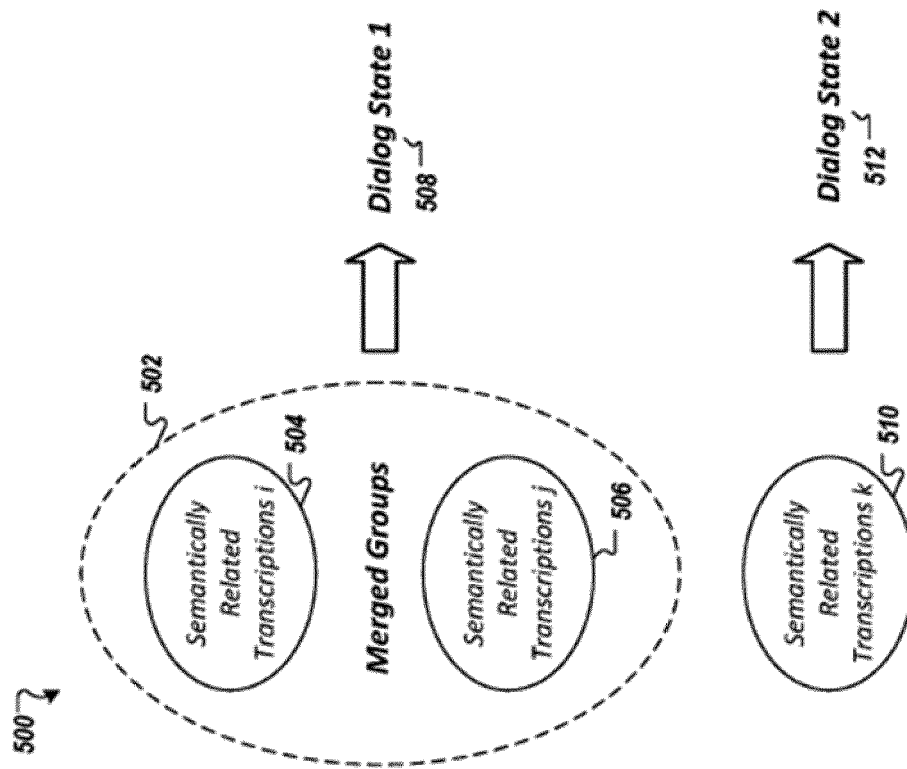 500
502
Semantically
Related
Transcriptions i
504
Merged Groups
Semantically
Related
Transcriptions j
506
Dialog State 1
508
Semantically
Related
Transcriptions k
510
Dialog State 2
512